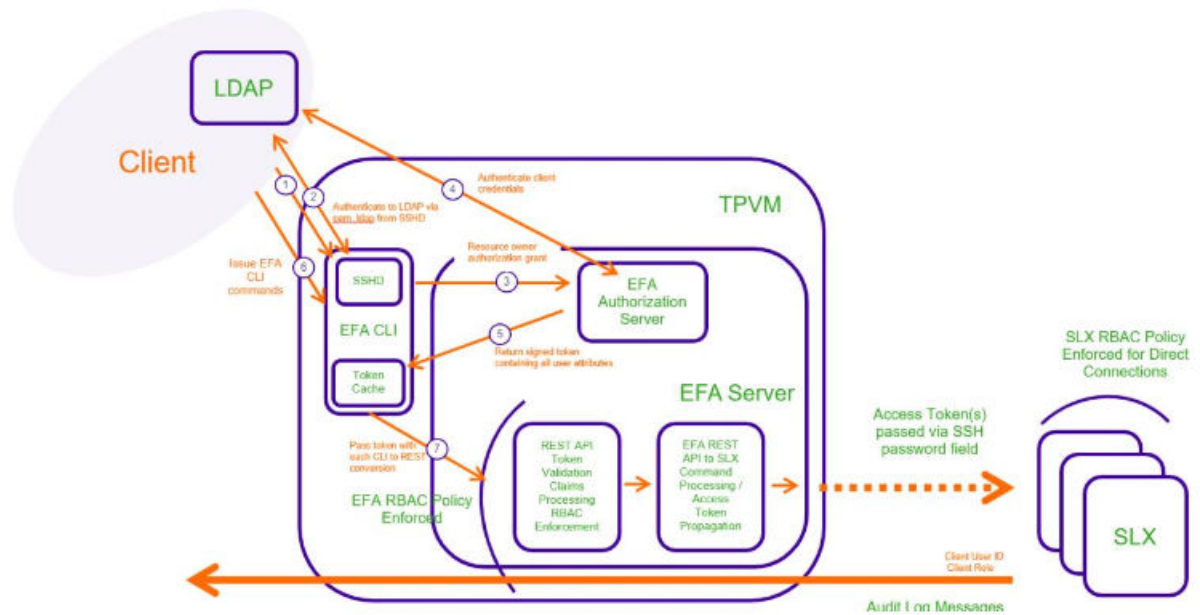 LDAP
Client
1
2
Authenticate to LDAP via
pam_ldap from SSHD
4
Authenticate client
credentials
TPVM
Issue EFA
CLI
commands
6
SSHD
EFA CLI
Token
Cache
Resource owner
authorization grant
3
EFA
Authorization
Server
5
Return signed token
containing all user attributes
EFA Server
Pass token with
each CLI to REST
conversion
7
EFA RBAC Policy
Enforced
REST API
Token
Validation
Claims
Processing
RBAC
Enforcement
EFA REST
API to SLX
Command
Processing /
Access
Token
Propagation
Access Token(s)
passed via SSH
password field
SLX RBAC Policy
Enforced for Direct
Connections
SLX
Client User ID
Client Role
Audit Log Messages